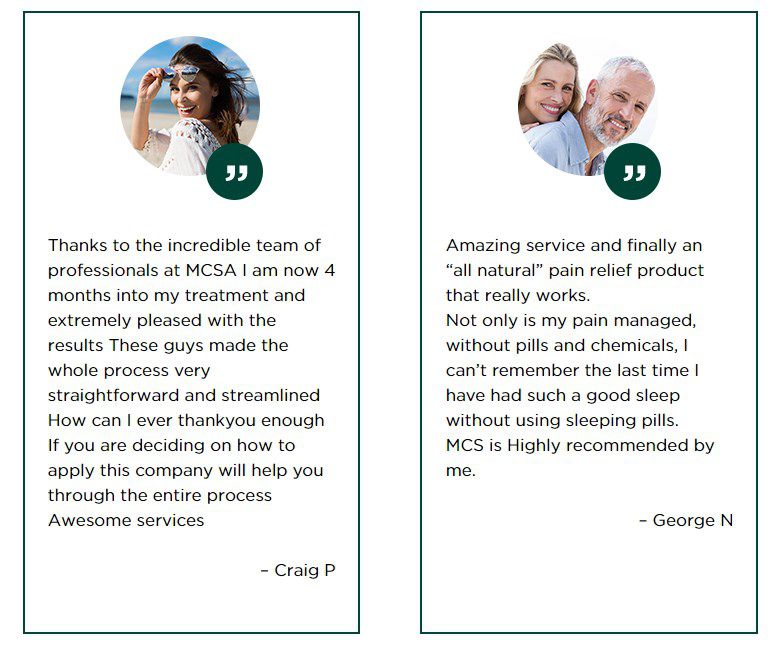 Thanks to the incredible team of
professionals at MCSA I am now 4
months into my treatment and
extremely pleased with the
results These guys made the
whole process very
straightforward and streamlined
How can I ever thankyou enough
If you are deciding on how to
apply this company will help you
through the entire process
Awesome services
– Craig P
Amazing service and finally an
“all natural” pain relief product
that really works.
Not only is my pain managed,
without pills and chemicals, I
can’t remember the last time I
have had such a good sleep
without using sleeping pills.
MCS is Highly recommended by
me.
– George N